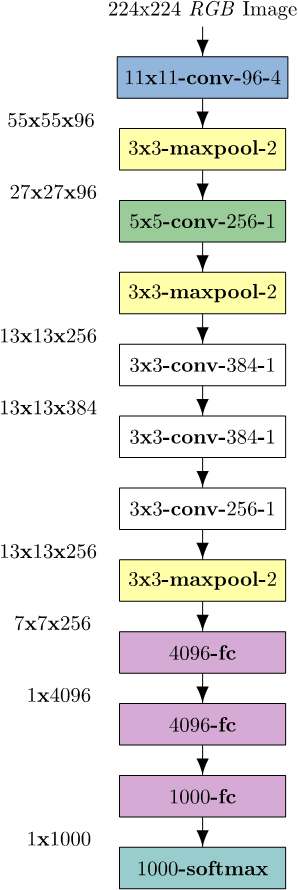 224x224 RGB Image
11x11-conv-96-4
55x55x96
3x3-maxpool-2
27x27x96
5x5-conv-256-1
3x3-maxpool-2
13x13x256
3x3-conv-384-1
13x13x384
3x3-conv-384-1
3x3-conv-256-1
13x13x256
3x3-maxpool-2
7x7x256
4096-fc
1x4096
4096-fc
1000-fc
1x1000
1000-softmax